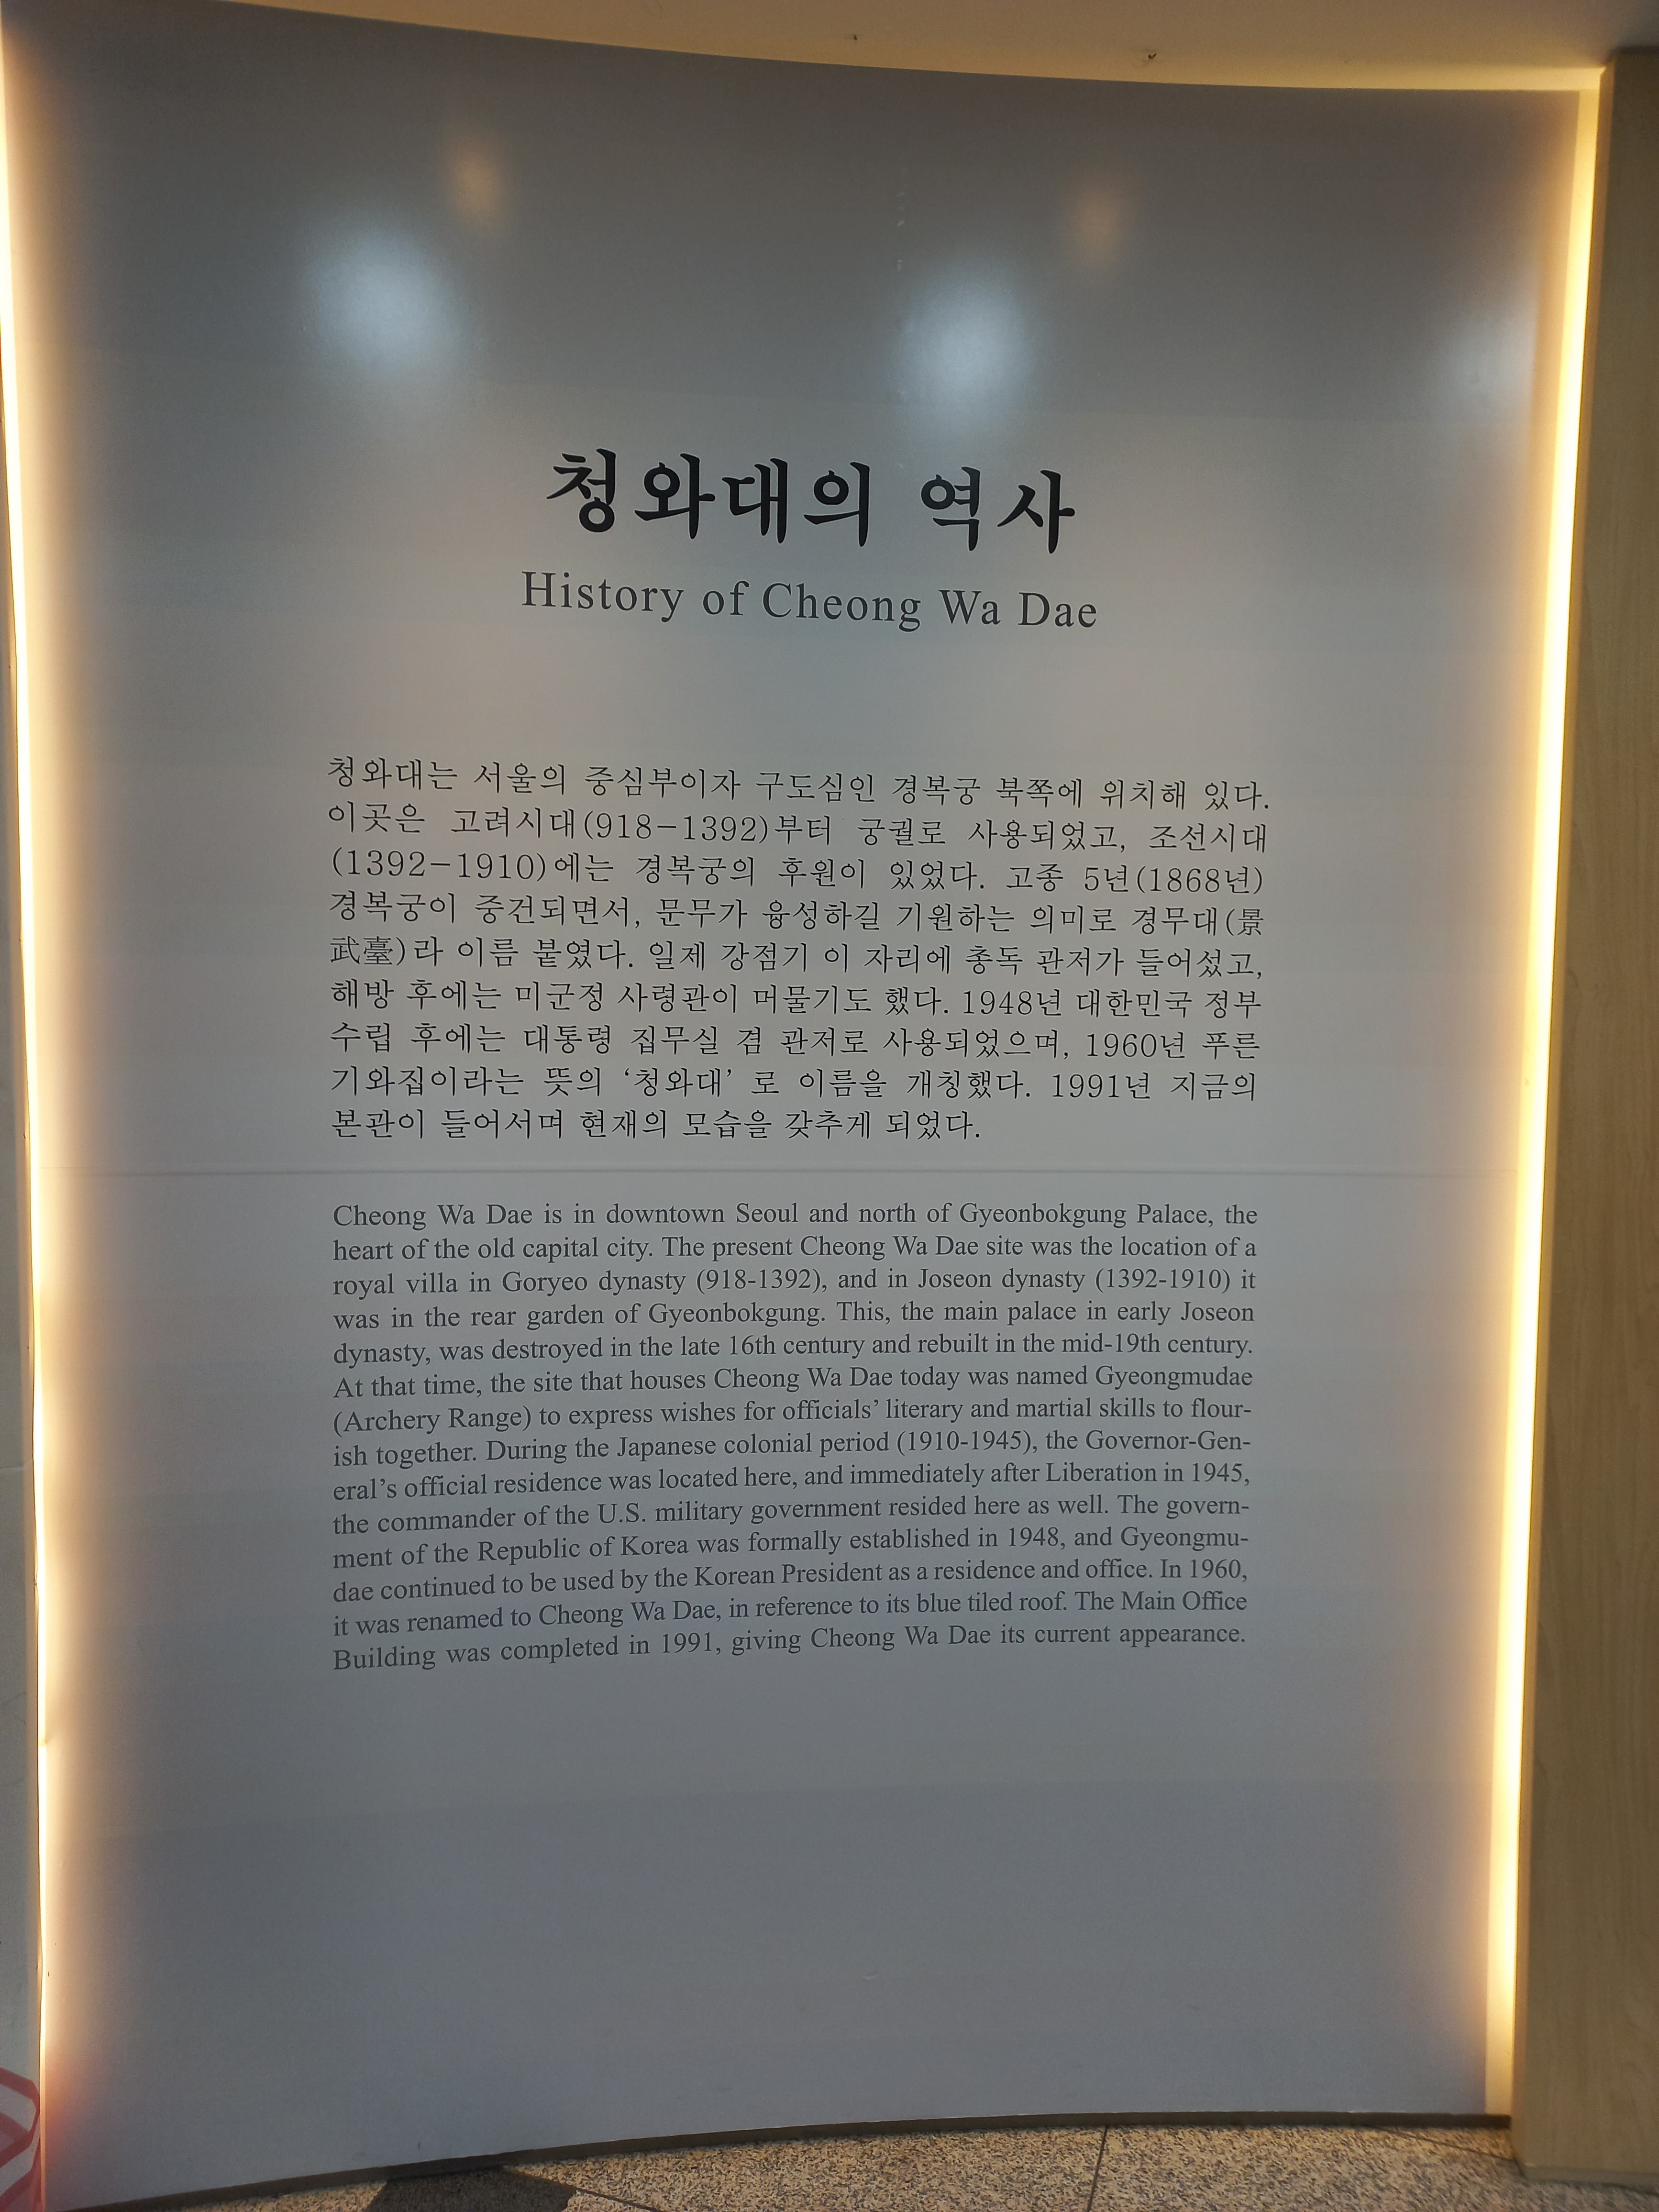 청와대의 역사
History of Cheong Wa Dae
청와대는 서울의 중심부이자 구도심인 경복궁 북쪽에 위치해 있다.
이곳은 고려시대(918-1392)부터 궁궐로 사용되었고, 조선시대
(1392-1910)에는 경복궁의 후원이 있었다. 고종 5년(1868년)
경복궁이 중건되면서, 문무가 융성하길 기원하는 의미로 경무대(景
武臺)라 이름 붙였다. 일제 강점기 이 자리에 총독 관저가 들어섰고,
해방 후에는 미군정 사령관이 머물기도 했다. 1948년 대한민국 정부
수립 후에는 대통령 집무실 겸 관저로 사용되었으며, 1960년 푸른
기와집이라는 뜻의 ‘청와대’ 로 이름을 개칭했다. 1991년 지금의
본관이 들어서며 현재의 모습을 갖추게 되었다.
Cheong Wa Dae is in downtown Seoul and north of Gyeonbokgung Palace, the
heart of the old capital city. The present Cheong Wa Dae site was the location of a
royal villa in Goryeo dynasty (918-1392), and in Joseon dynasty (1392-1910) it
was in the rear garden of Gyeonbokgung. This, the main palace in early Joseon
dynasty, was destroyed in the late 16th century and rebuilt in the mid-19th century.
At that time, the site that houses Cheong Wa Dae today was named Gyeongmudae
(Archery Range) to express wishes for officials’ literary and martial skills to flour-
ish together. During the Japanese colonial period (1910-1945), the Governor-Gen-
eral’s official residence was located here, and immediately after Liberation in 1945,
the commander of the U.S. military government resided here as well. The govern-
ment of the Republic of Korea was formally established in 1948, and Gyeongmu-
dae continued to be used by the Korean President as a residence and office. In 1960,
it was renamed to Cheong Wa Dae, in reference to its blue tiled roof. The Main Office
Building was completed in 1991, giving Cheong Wa Dae its current appearance.